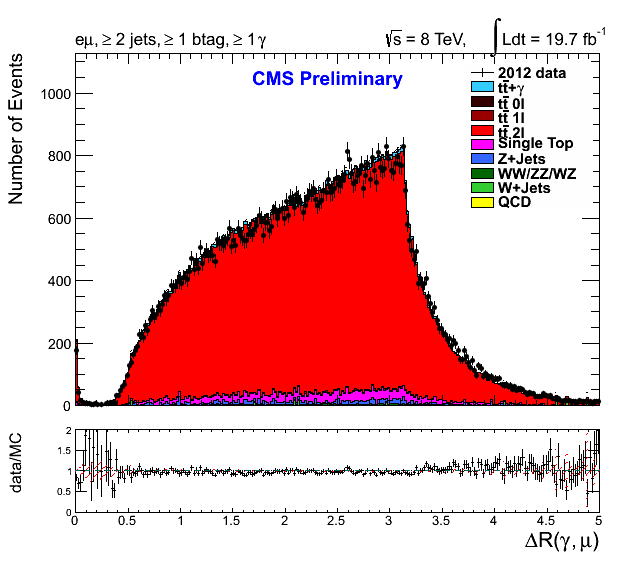 eμ, ≥ 2 jets, ≥ 1 btag, ≥ 1 γ
√s = 8 TeV, ∫ Ldt = 19.7 fb⁻¹
CMS Preliminary
2012 data
tt̄+γ
tt̄ 0l
tt̄ 1l
tt̄ 2l
Single Top
Z+Jets
WW/ZZ/WZ
W+Jets
QCD
Number of Events
1000
800
600
400
200
0
data/MC
2
1.5
1
0.5
0
0 0.5 1 1.5 2 2.5 3 3.5 4 4.5 5
ΔR(γ, μ)